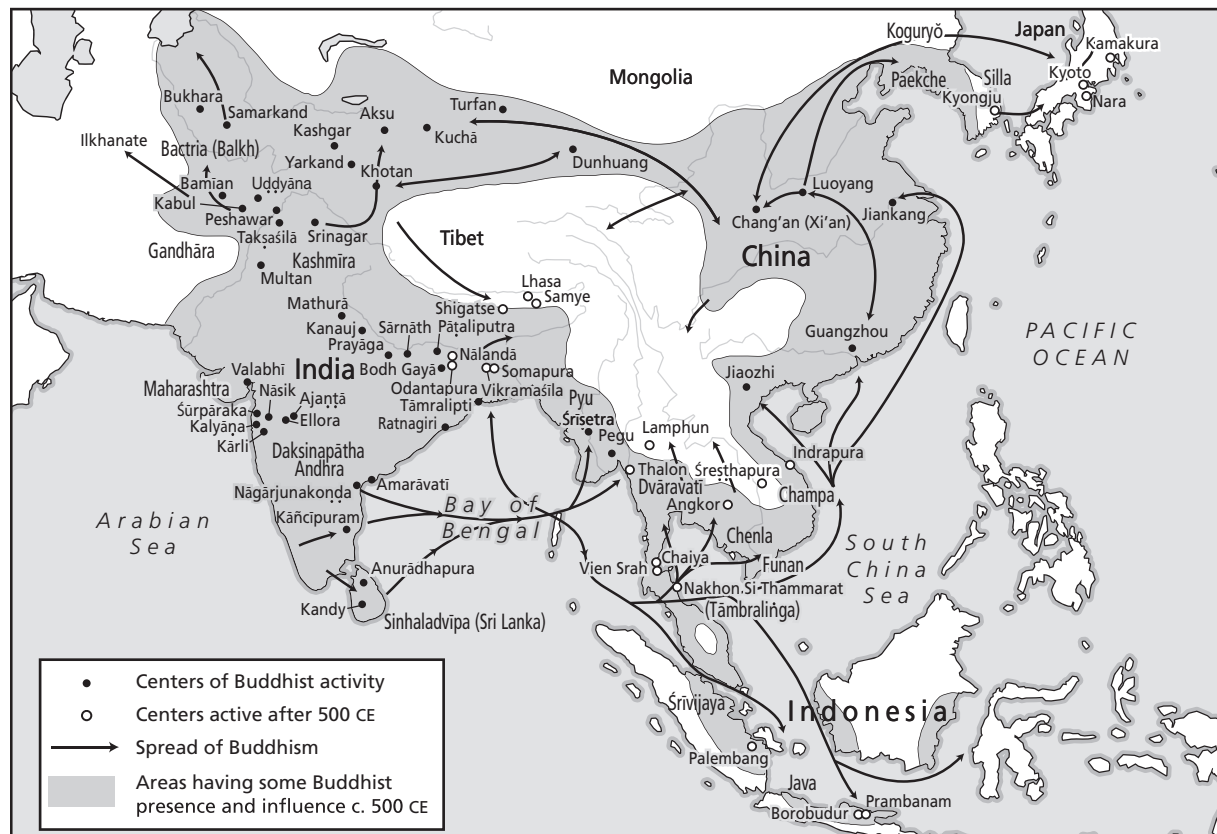 Koguryŏ
Japan
Kamakura
Mongolia
Paekche
Silla
Kyoto
Kyongju
Nara
Bukhara
Samarkand
Aksu
Turfan
Kashgar
Kuchā
Ilkhanate
Bactria (Balkh)
Yarkand
Khotan
Dunhuang
Bamīan
Uḍḍyāna
Kabul
Peshawar
Taksaśilā
Srinagar
Luoyang
Jiankang
Chang'an (Xi'an)
Gandhāra
Kashmīra
Tibet
China
Multan
Lhasa
Samye
Mathurā
Shigatse
Kanauj
Sārnāth
Pāṭaliputra
Prayāga
Guangzhou
PACIFIC
OCEAN
India
Nālandā
Valabhī
Bodh Gayā
Somapura
Jiaozhi
Maharashtra
Nāsik
Ajaṇṭā
Odantapura
Vikramaśīla
Śūrpāraka
Tāmralipti
Pyu
Kalyāṇa
Ellora
Ratnagiri
Śrīsetra
Lamphun
Kārli
Pegu
Indrapura
Daksinapātha
Andhra
Thalon
Śresthapura
Dvāravatī
Champa
Nāgārjunakoṇḍa
Amarāvatī
Angkor
Bay of
Bengal
Arabian
Sea
Kāñcīpuram
Chenla
South
China
Sea
Anurādhapura
Chaiya
Funan
Vien Srah
Kandy
Nakhon Si Thammarat
(Tāmbraliṅga)
Sinhaladvīpa (Sri Lanka)
Centers of Buddhist activity
Centers active after 500 CE
Spread of Buddhism
Areas having some Buddhist
presence and influence c. 500 CE
Śrīvijaya
Indonesia
Palembang
Java
Prambanam
Borobudur